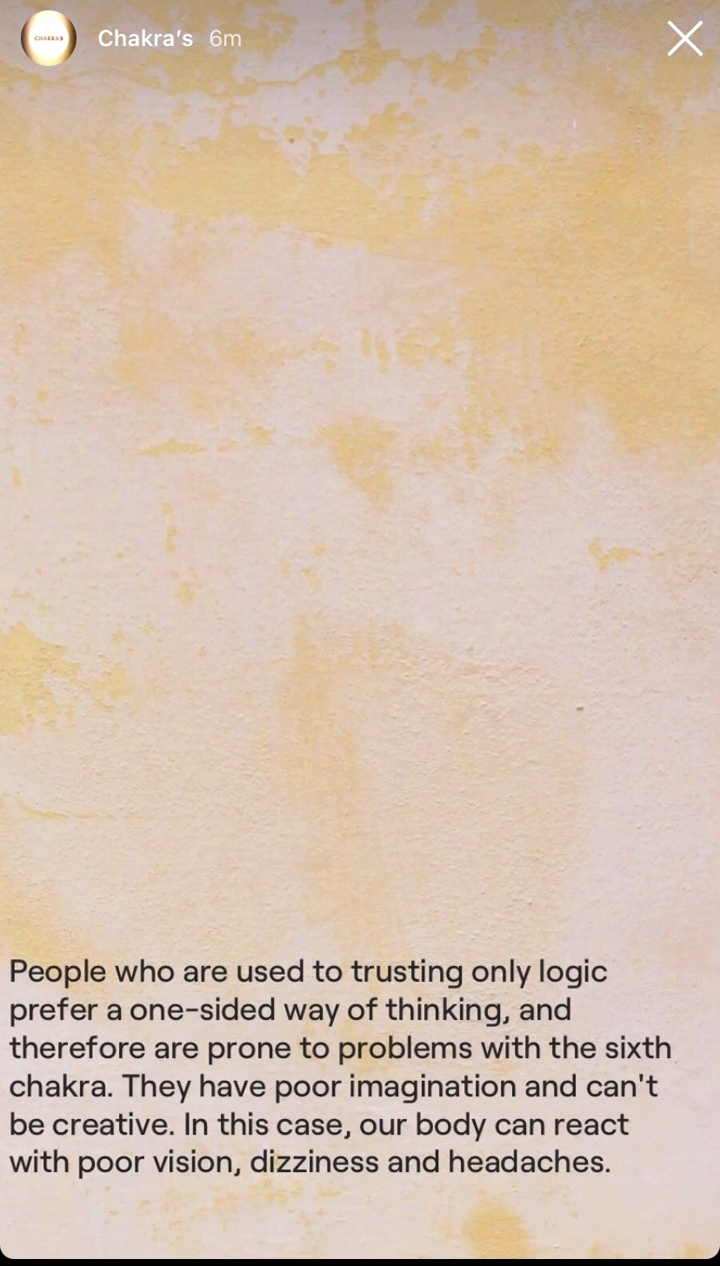 CHAKRAS
Chakra’s 6m
People who are used to trusting only logic
prefer a one-sided way of thinking, and
therefore are prone to problems with the sixth
chakra. They have poor imagination and can't
be creative. In this case, our body can react
with poor vision, dizziness and headaches.